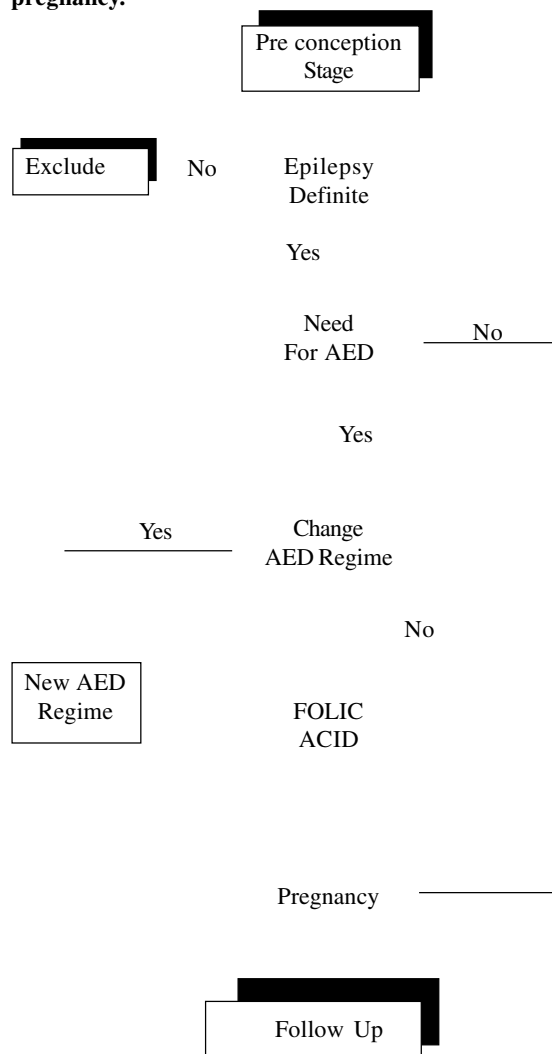 pregnancy.
Pre conception
Stage
Exclude No Epilepsy
Definite
Yes
Need
For AED No
Yes
Yes Change
AED Regime
No
New AED
Regime
FOLIC
ACID
Pregnancy
Follow Up